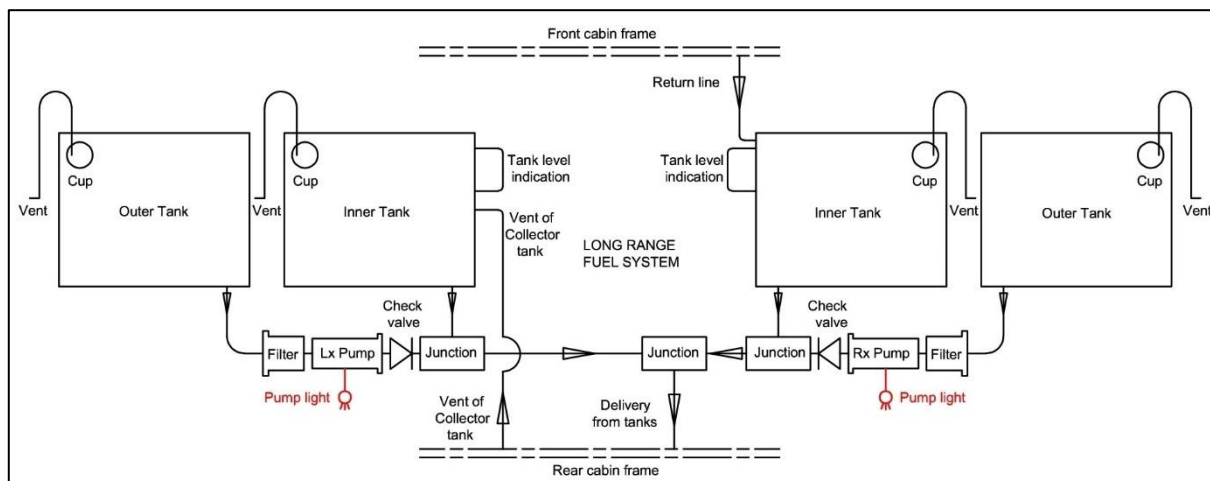 Front cabin frame
Return line
Cup
Cup
Cup
Cup
Tank level
indication
Tank level
indication
Vent
Outer Tank
Vent
Inner Tank
Vent of
Collector
tank
LONG RANGE
FUEL SYSTEM
Inner Tank
Vent
Outer Tank
Vent
Check
valve
Check
valve
Filter
Lx Pump
Junction
Junction
Junction
Rx Pump
Filter
Pump light
Vent of
Collector
tank
Delivery
from tanks
Pump light
Rear cabin frame